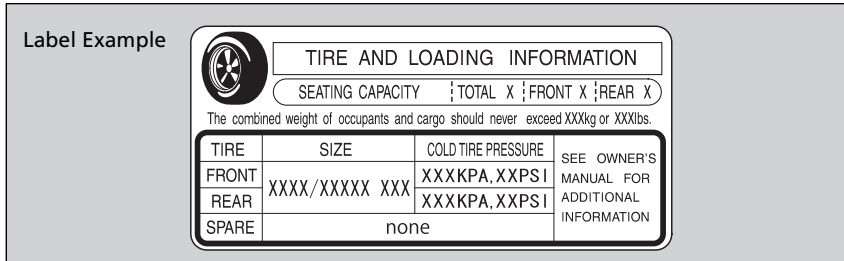 Label Example
TIRE AND LOADING INFORMATION
SEATING CAPACITY TOTAL X FRONT X REAR X
The combined weight of occupants and cargo should never exceed XXXkg or XXXlbs.
TIRE SIZE COLD TIRE PRESSURE
FRONT XXXX/XXXXX XXX XXXKPA,XXPSI
REAR XXXKPA,XXPSI
SPARE none
SEE OWNER'S
MANUAL FOR
ADDITIONAL
INFORMATION